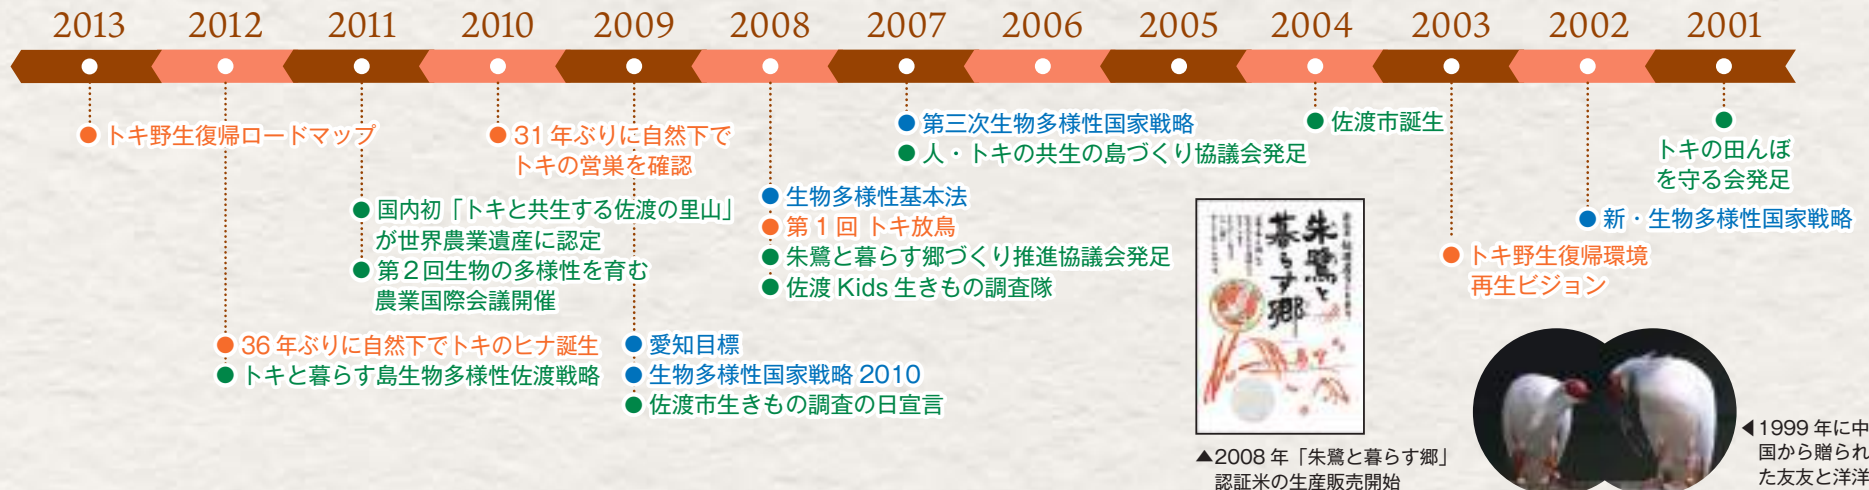 2013 2012 2011 2010 2009 2008 2007 2006 2005 2004 2003 2002 2001
トキ野生復帰ロードマップ
36年ぶりに自然下でトキのヒナ誕生
トキと暮らす島生物多様性佐渡戦略
国内初「トキと共生する佐渡の里山」
が世界農業遺産に認定
第2回生物の多様性を育む
農業国際会議開催
31年ぶりに自然下で
トキの営巣を確認
愛知目標
生物多様性国家戦略 2010
佐渡市生きもの調査の日宣言
生物多様性基本法
第1回 トキ放鳥
朱鷺と暮らす郷づくり推進協議会発足
佐渡 Kids 生きもの調査隊
第三次生物多様性国家戦略
人・トキの共生の島づくり協議会発足
佐渡市誕生
トキ野生復帰環境
再生ビジョン
新・生物多様性国家戦略
トキの田んぼ
を守る会発足
朱鷺と
暮らす郷
▲2008年「朱鷺と暮らす郷」
認証米の生産販売開始
◀1999年に中
国から贈られ
た友友と洋洋